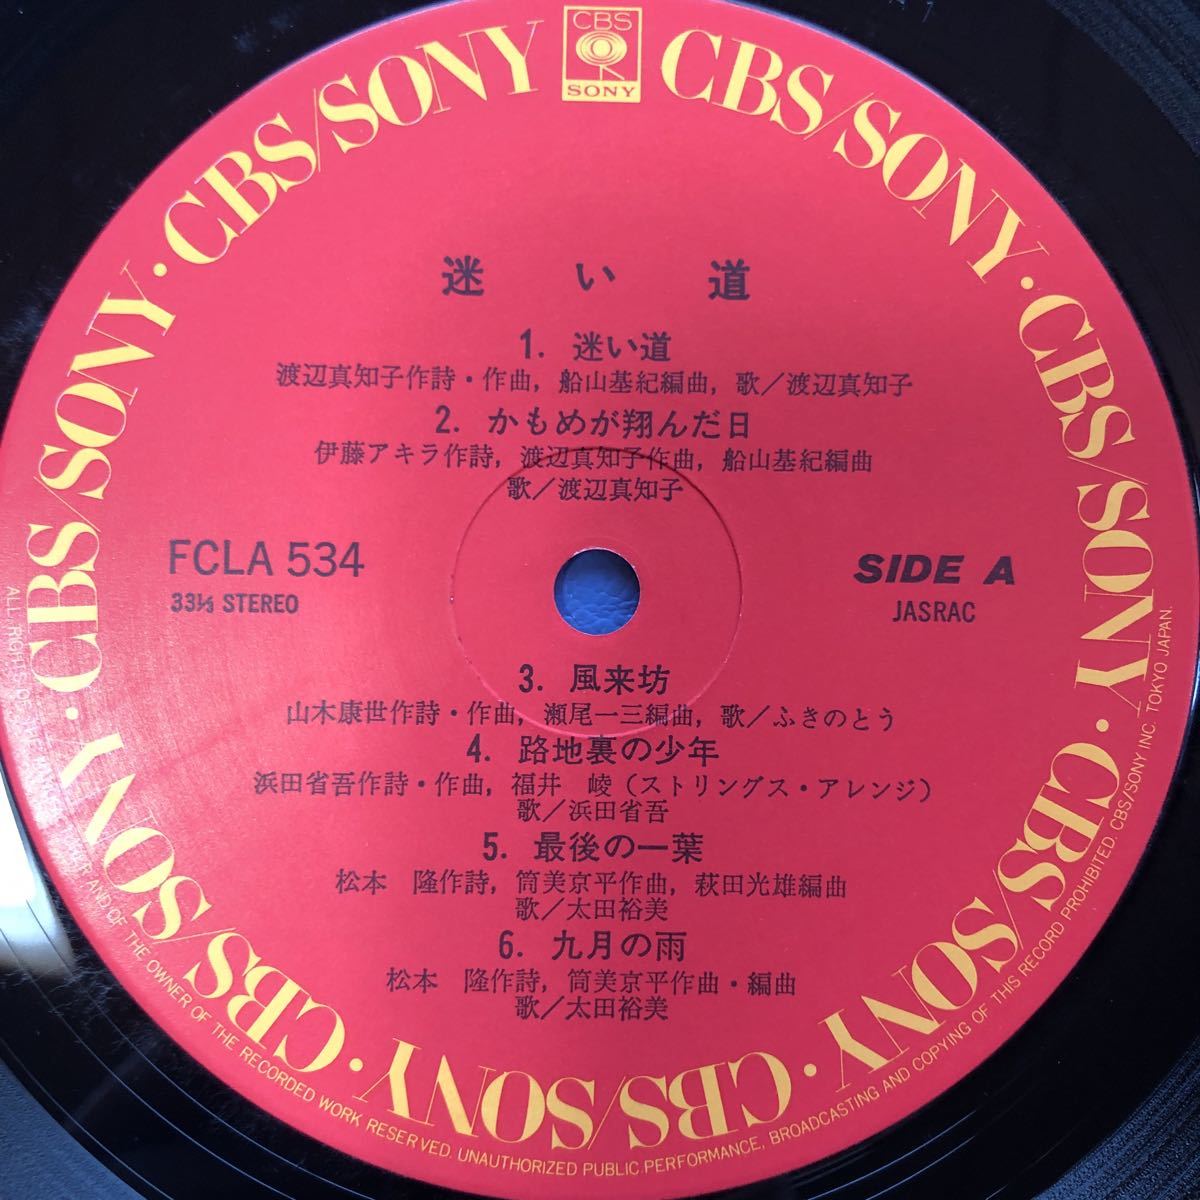 CBS
SONY
CBS/SONY · CBS/SONY · CBS/SONY · CBS/SONY · CBS/SONY · CBS/SONY · CBS/SONY · CBS/SONY
迷い道
1. 迷い道
渡辺真知子作詩・作曲, 船山基紀編曲, 歌／渡辺真知子
2. かもめが翔んだ日
伊藤アキラ作詩, 渡辺真知子作曲, 船山基紀編曲
歌／渡辺真知子
FCLA 534
33⅓ STEREO
SIDE A
JASRAC
3. 風来坊
山木康世作詩・作曲, 瀬尾一三編曲, 歌／ふきのとう
4. 路地裏の少年
浜田省吾作詩・作曲, 福井 崚（ストリングス・アレンジ）
歌／浜田省吾
5. 最後の一葉
松本 隆作詩, 筒美京平作曲, 萩田光雄編曲
歌／太田裕美
6. 九月の雨
松本 隆作詩, 筒美京平作曲・編曲
歌／太田裕美
ALL RIGHTS OF THE AND OF THE OWNER OF THE RECORDED WORK RESERVED. UNAUTHORIZED PUBLIC PERFORMANCE, BROADCASTING AND COPYING OF THIS RECORD PROHIBITED. CBS/SONY INC. TOKYO JAPAN.